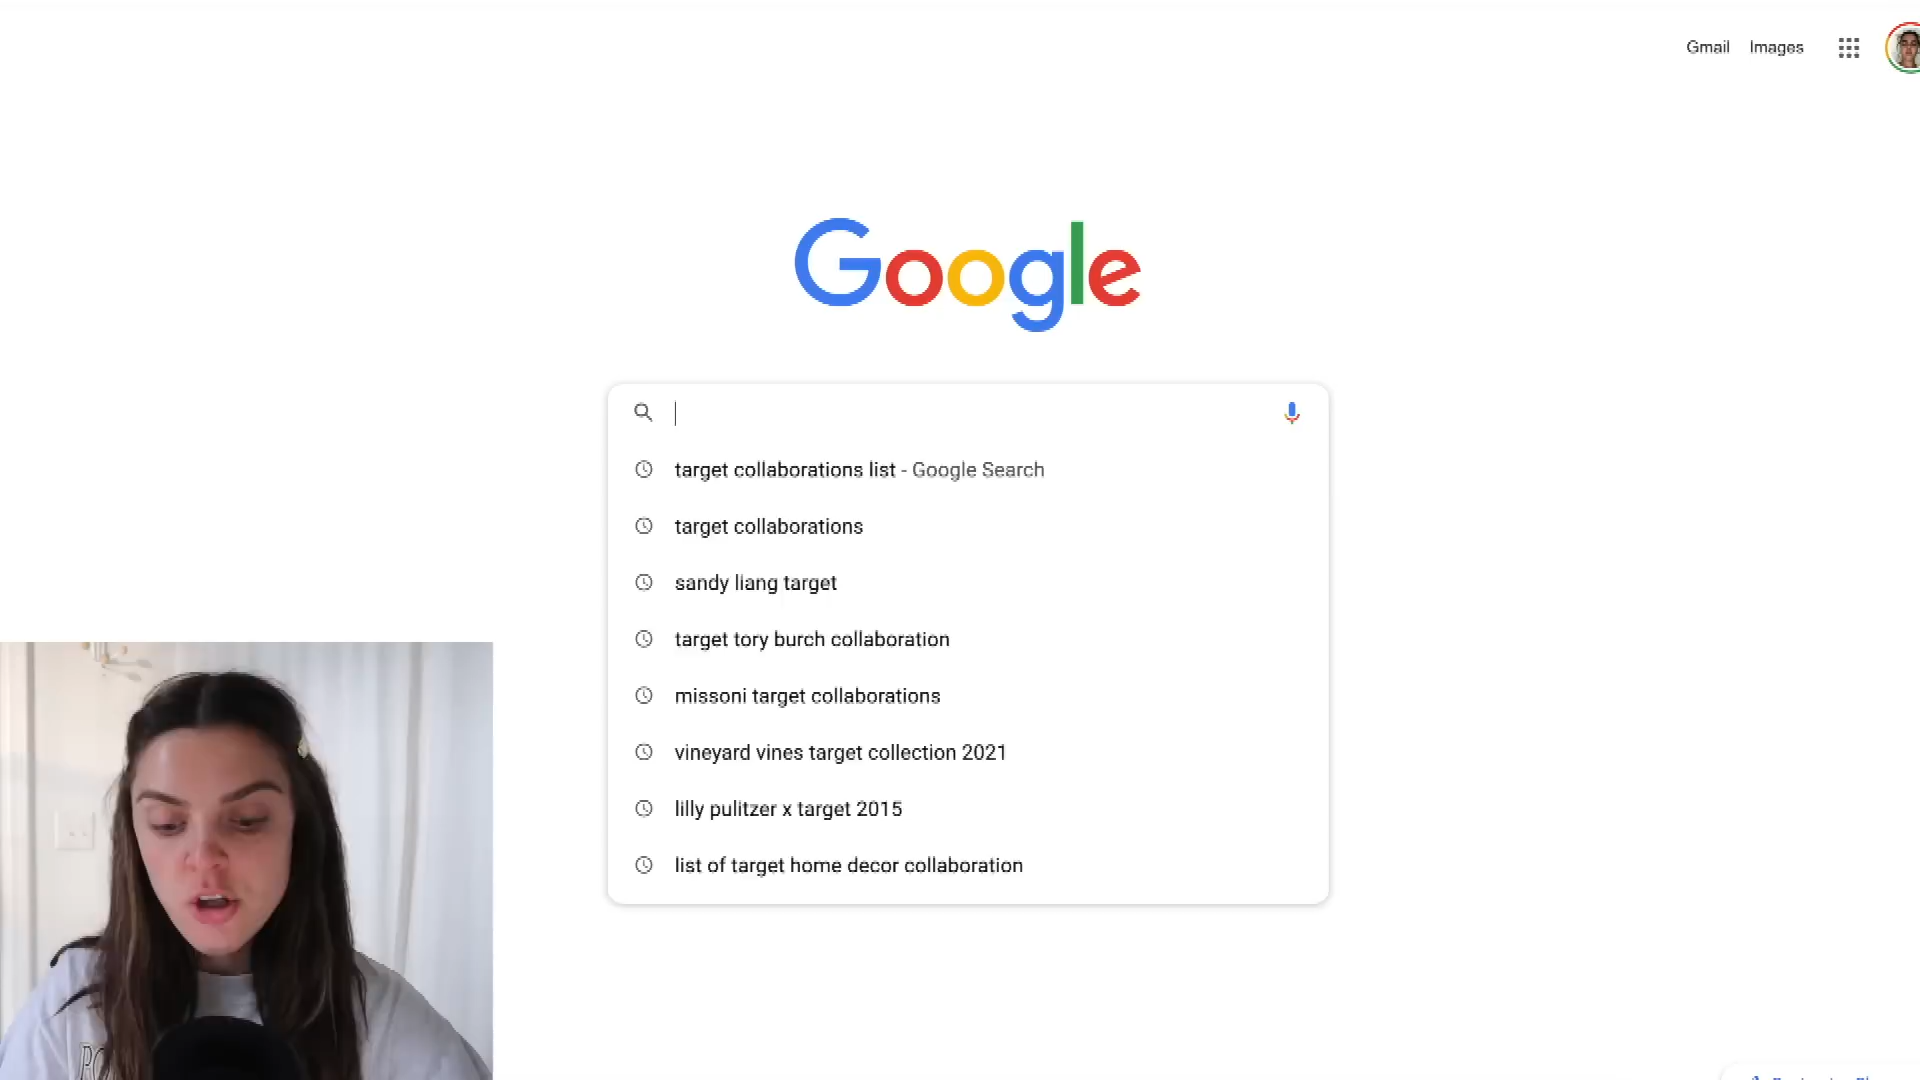 Gmail Images
Google
target collaborations list - Google Search
target collaborations
sandy liang target
target tory burch collaboration
missoni target collaborations
vineyard vines target collection 2021
lilly pulitzer x target 2015
list of target home decor collaboration